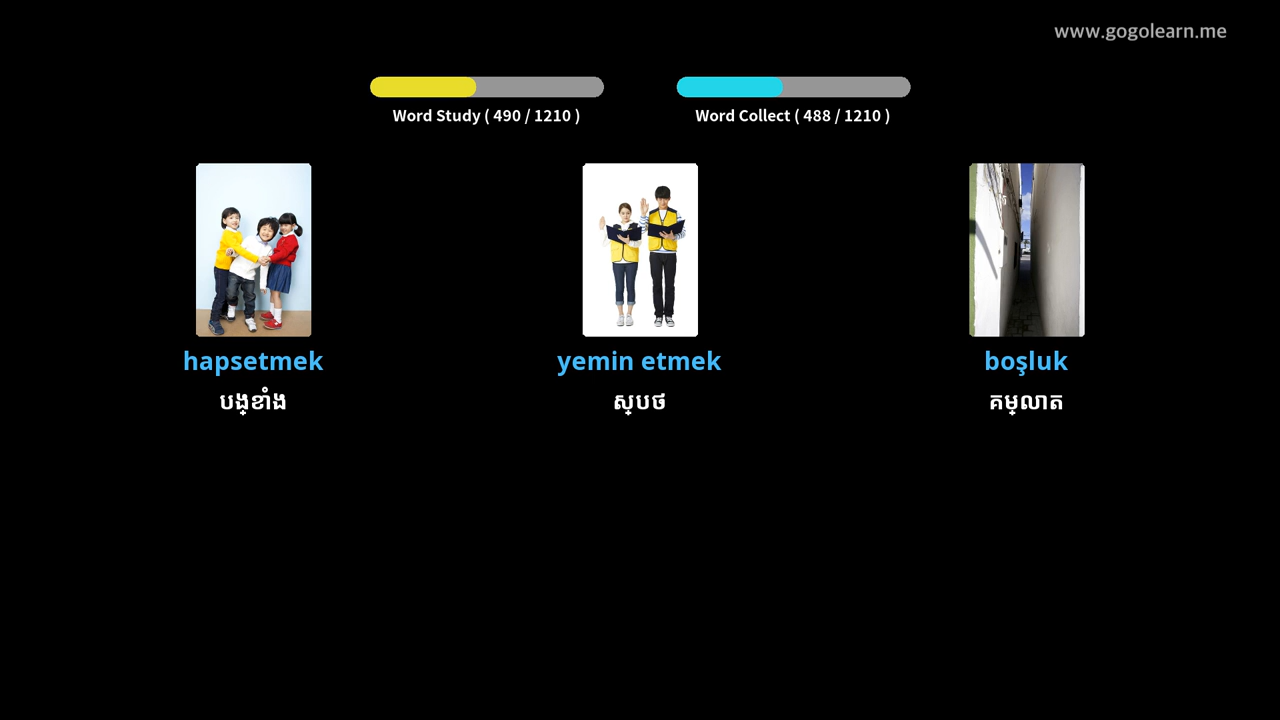 www.gogolearn.me
Word Study ( 490 / 1210 )
Word Collect ( 488 / 1210 )
hapsetmek
yemin etmek
boşluk
បង្ខាំង
ស្បថ
គម្លាត